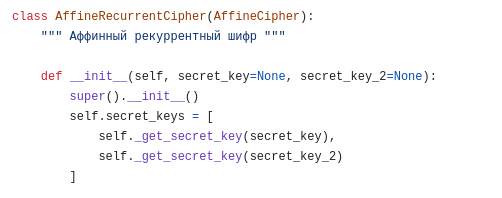 class AffineRecurrentCipher(AffineCipher):
    """ Аффинный рекуррентный шифр """
    def __init__(self, secret_key=None, secret_key_2=None):
        super().__init__()
        self.secret_keys = [
            self._get_secret_key(secret_key),
            self._get_secret_key(secret_key_2)
        ]